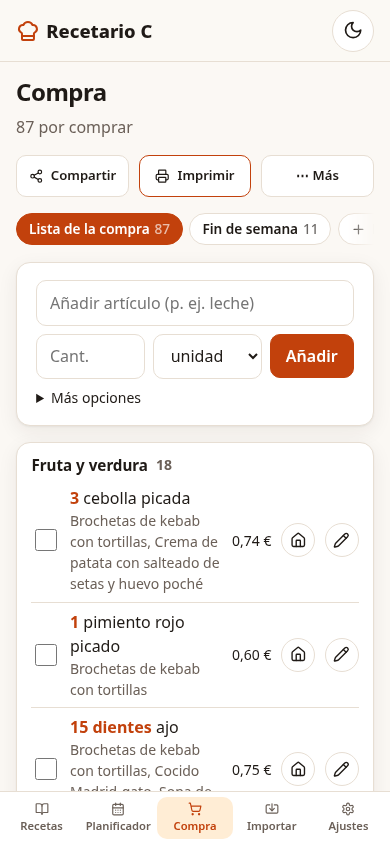 Recetario C
Compra
87 por comprar
Compartir
Imprimir
··· Más
Lista de la compra 87
Fin de semana 11
+
Añadir artículo (p. ej. leche)
Cant.
unidad
Añadir
Más opciones
Fruta y verdura 18
3 cebolla picada
Brochetas de kebab
con tortillas, Crema de
patata con salteado de
setas y huevo poché
0,74 €
1 pimiento rojo
picado
Brochetas de kebab
con tortillas
0,60 €
15 dientes ajo
Brochetas de kebab
con tortillas, Cocido
0,75 €
Recetas
Planificador
Compra
Importar
Ajustes